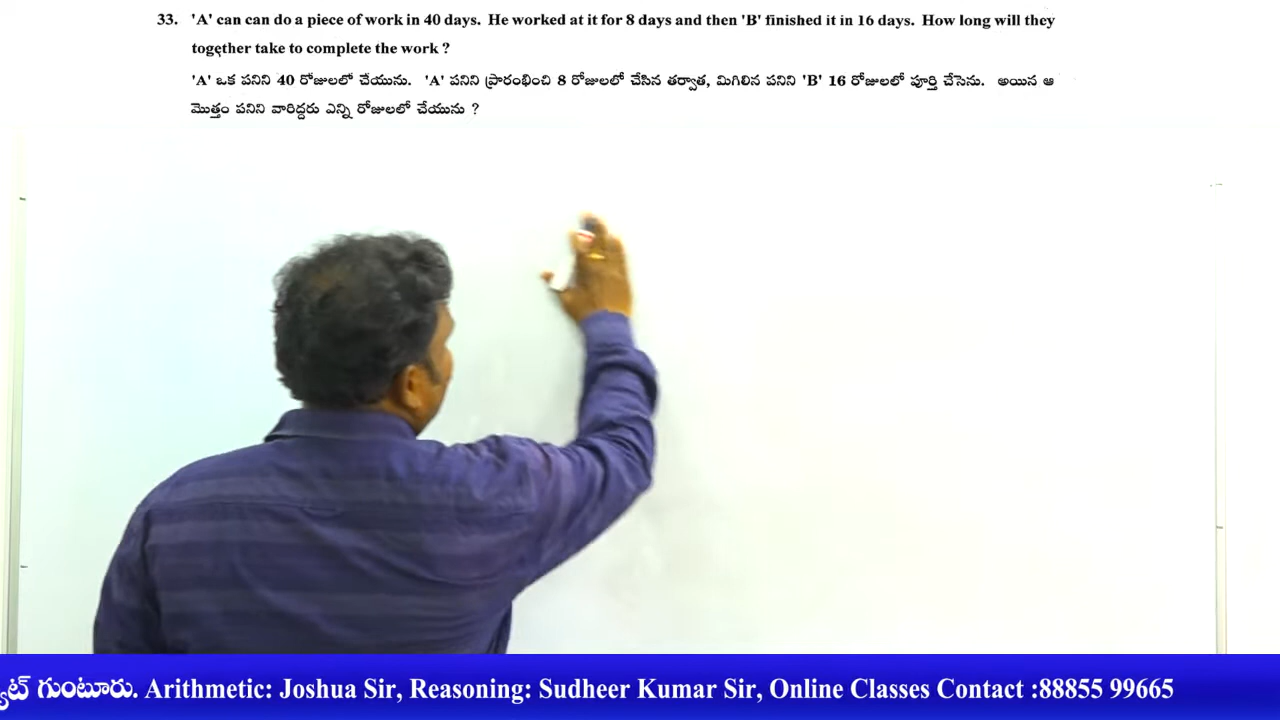 33. 'A' can can do a piece of work in 40 days. He worked at it for 8 days and then 'B' finished it in 16 days. How long will they
together take to complete the work ?
'A' ఒక పనిని 40 రోజులలో చేయును. 'A' పనిని ప్రారంభించి 8 రోజులలో చేసిన తర్వాత, మిగిలిన పనిని 'B' 16 రోజులలో పూర్తి చేసెను. అయిన ఆ
మొత్తం పనిని వారిద్దరు ఎన్ని రోజులలో చేయును ?
గుంటూరు. Arithmetic: Joshua Sir, Reasoning: Sudheer Kumar Sir, Online Classes Contact :88855 99665